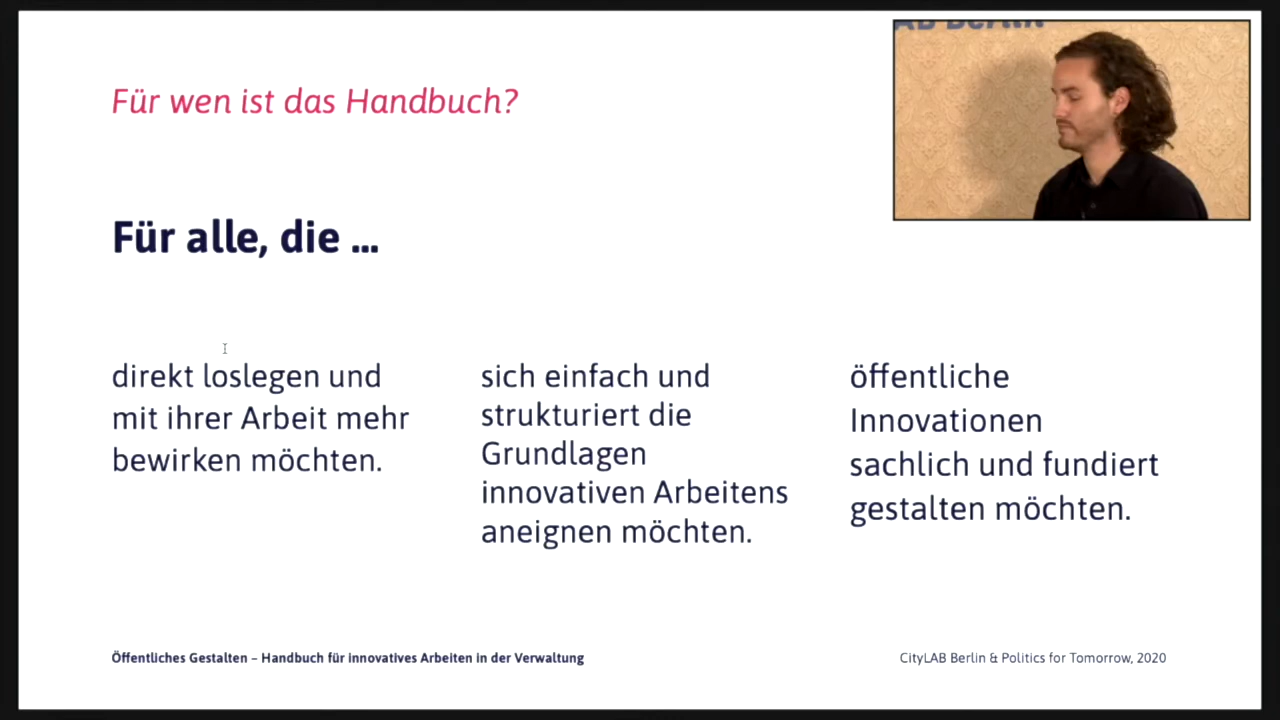 AB Berlin
Für wen ist das Handbuch?
Für alle, die ...
direkt loslegen und
mit ihrer Arbeit mehr
bewirken möchten.
sich einfach und
strukturiert die
Grundlagen
innovativen Arbeitens
aneignen möchten.
öffentliche
Innovationen
sachlich und fundiert
gestalten möchten.
Öffentliches Gestalten – Handbuch für innovatives Arbeiten in der Verwaltung
CityLAB Berlin & Politics for Tomorrow, 2020